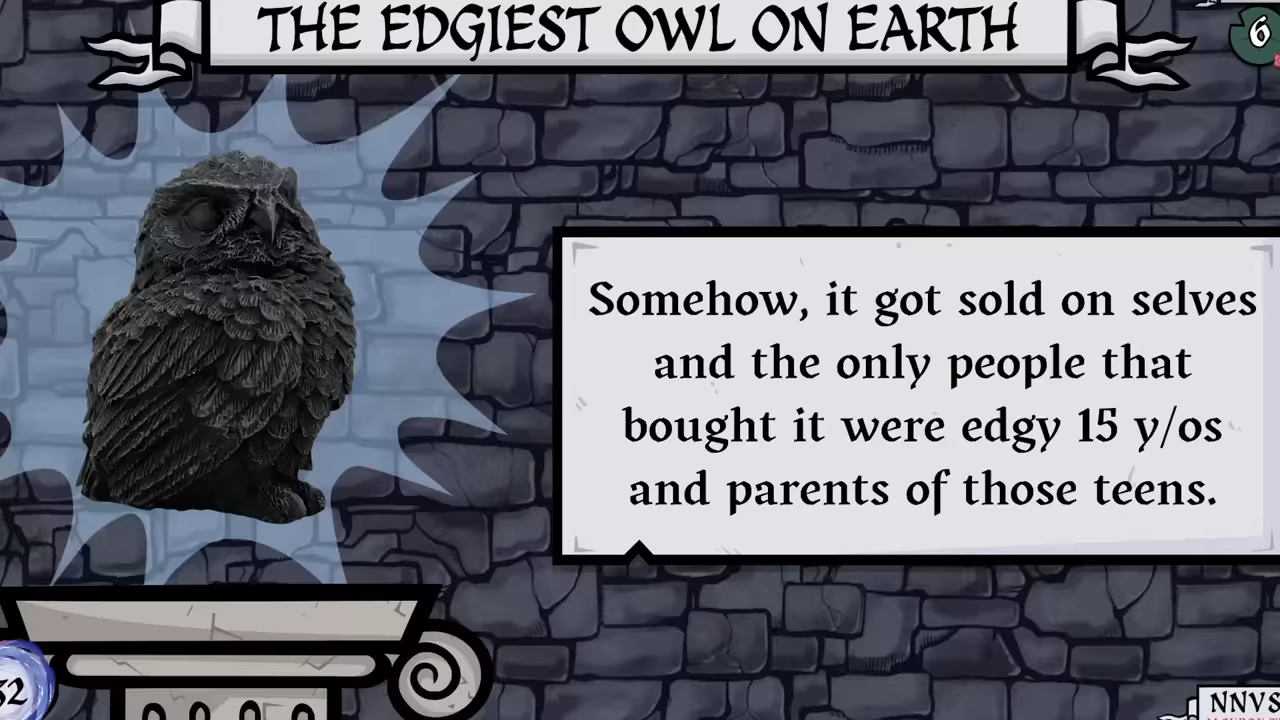 THE EDGIEST OWL ON EARTH
6
Somehow, it got sold on selves
and the only people that
bought it were edgy 15 y/os
and parents of those teens.
32
NNVS